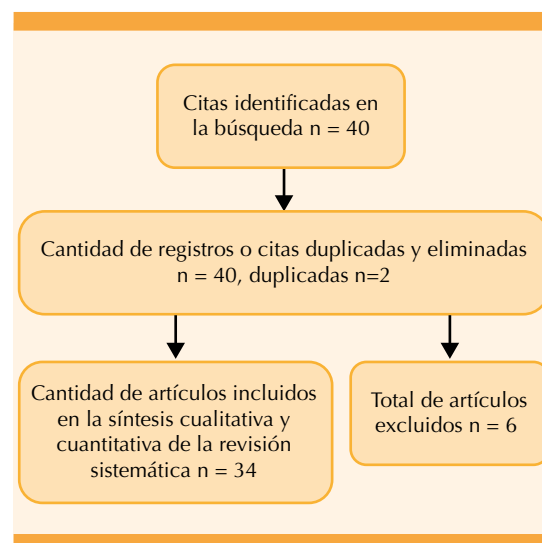 Citas identificadas en
la búsqueda n = 40
Cantidad de registros o citas duplicadas y eliminadas
n = 40, duplicadas n=2
Cantidad de artículos incluidos
en la síntesis cualitativa y
cuantitativa de la revisión
sistemática n = 34
Total de artículos
excluidos n = 6